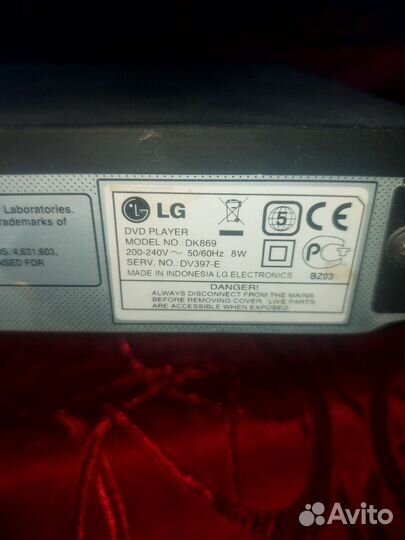 Laboratories.
trademarks of
4,631,603,
NSED FOR
LG
DVD PLAYER
MODEL NO: DK869
200-240V ~ 50/60Hz 8W
SERV. NO.: DV397-E
MADE IN INDONESIA LG ELECTRONICS
5
CE
BZ03
DANGER!
ALWAYS DISCONNECT FROM THE MAINS
BEFORE REMOVING COVER. LIVE PARTS
ARE ACCESSIBLE WHEN EXPOSED.
Avito